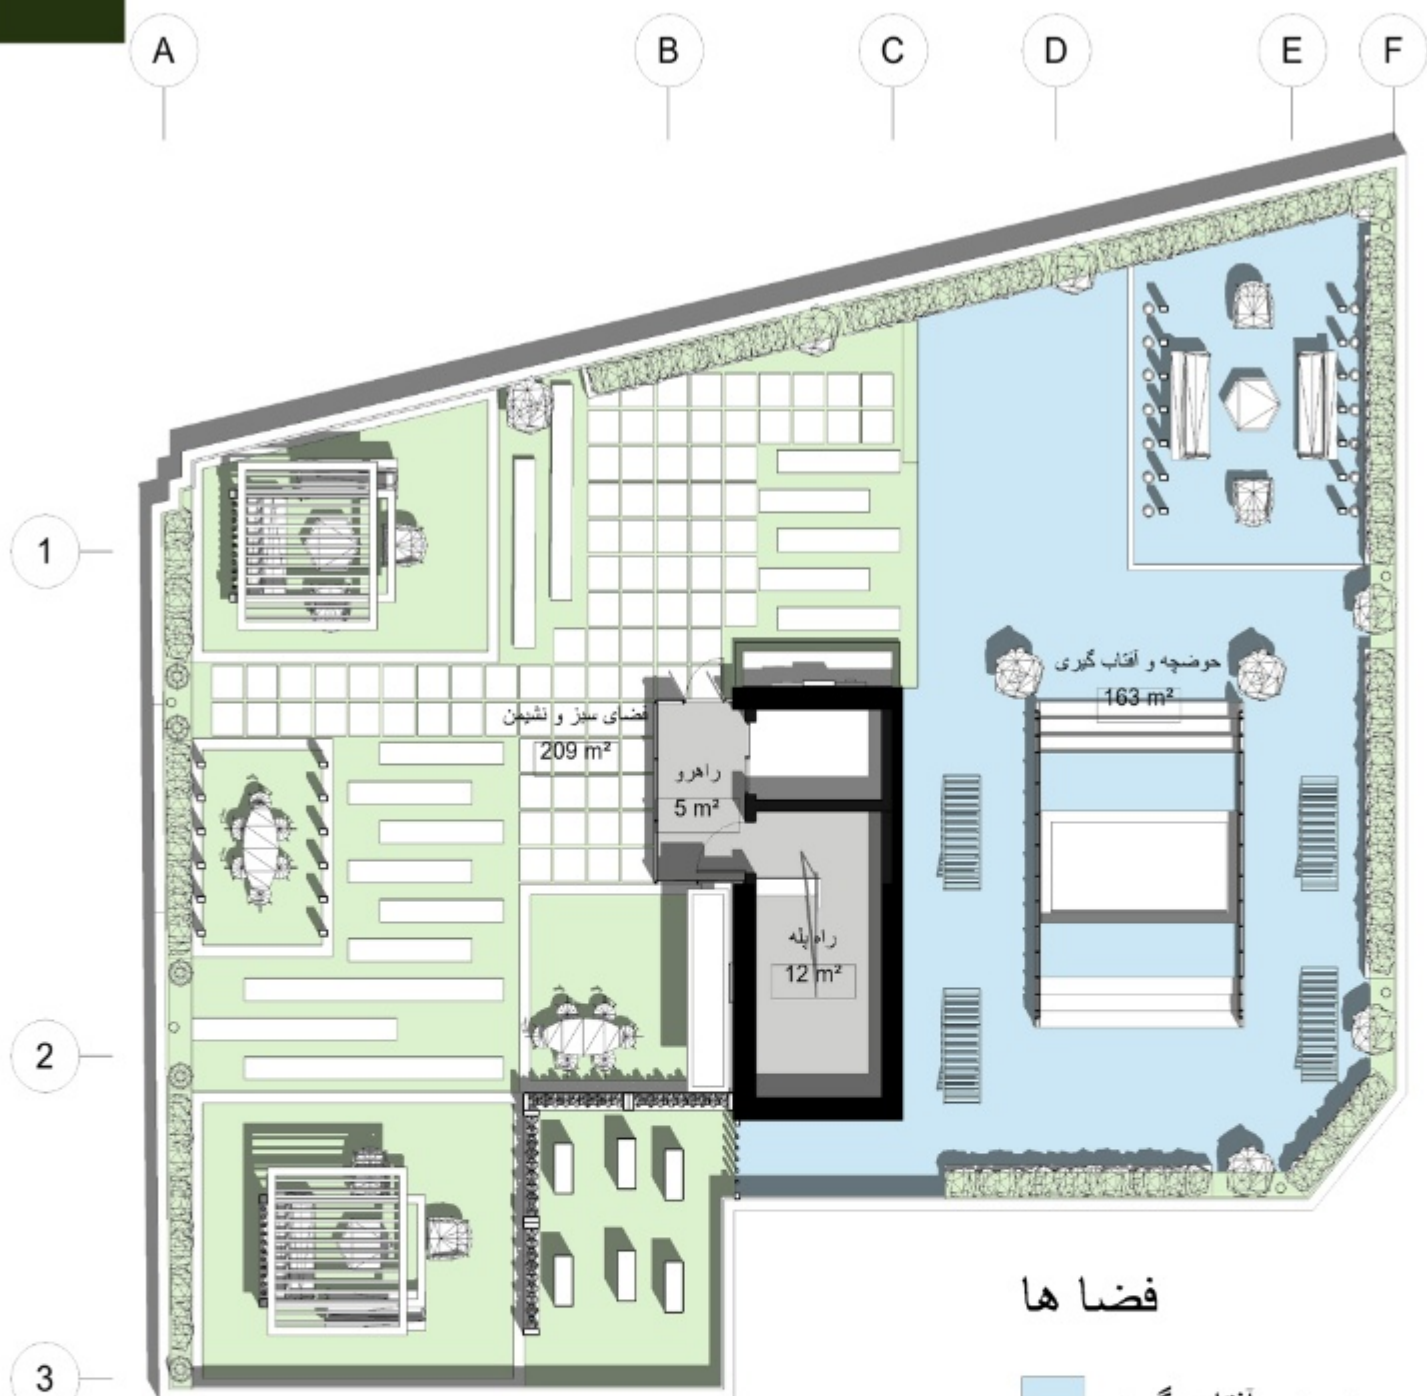 A
B
C
D
E
F
1
حوضچه و آفتاب گیری
163 m²
فضای سبز و نشیمن
209 m²
راهرو
5 m²
راه پله
12 m²
2
فضا ها
3